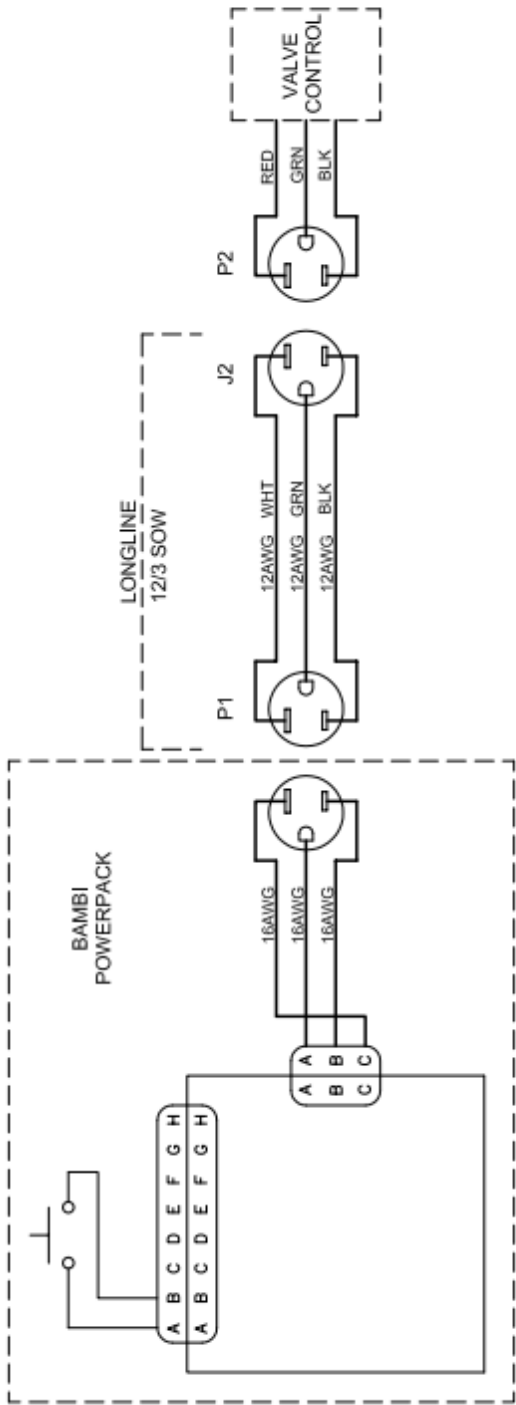 BAMBI
POWERPACK
A B C D E F G H
A B C D E F G H
A A
B B
C C
16AWG
16AWG
16AWG
LONGLINE
12/3 SOW
P1
J2
12AWG WHT
12AWG GRN
12AWG BLK
P2
RED
GRN
BLK
VALVE
CONTROL